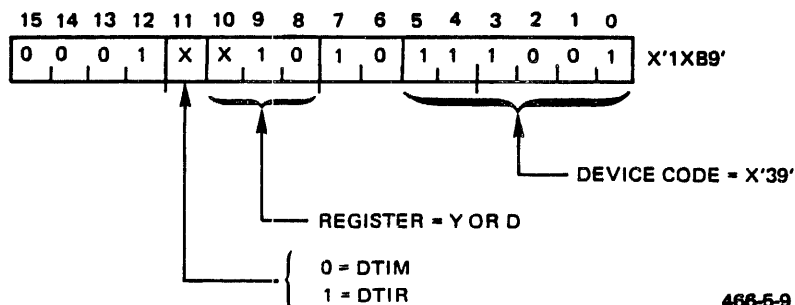 15 14 13 12 11 10 9 8 7 6 5 4 3 2 1 0
0 0 0 1 X X 1 0 1 0 1 1 1 0 0 1 X'1XB9'
DEVICE CODE = X'39'
REGISTER = Y OR D
0 = DTIM
1 = DTIR
466-5-9